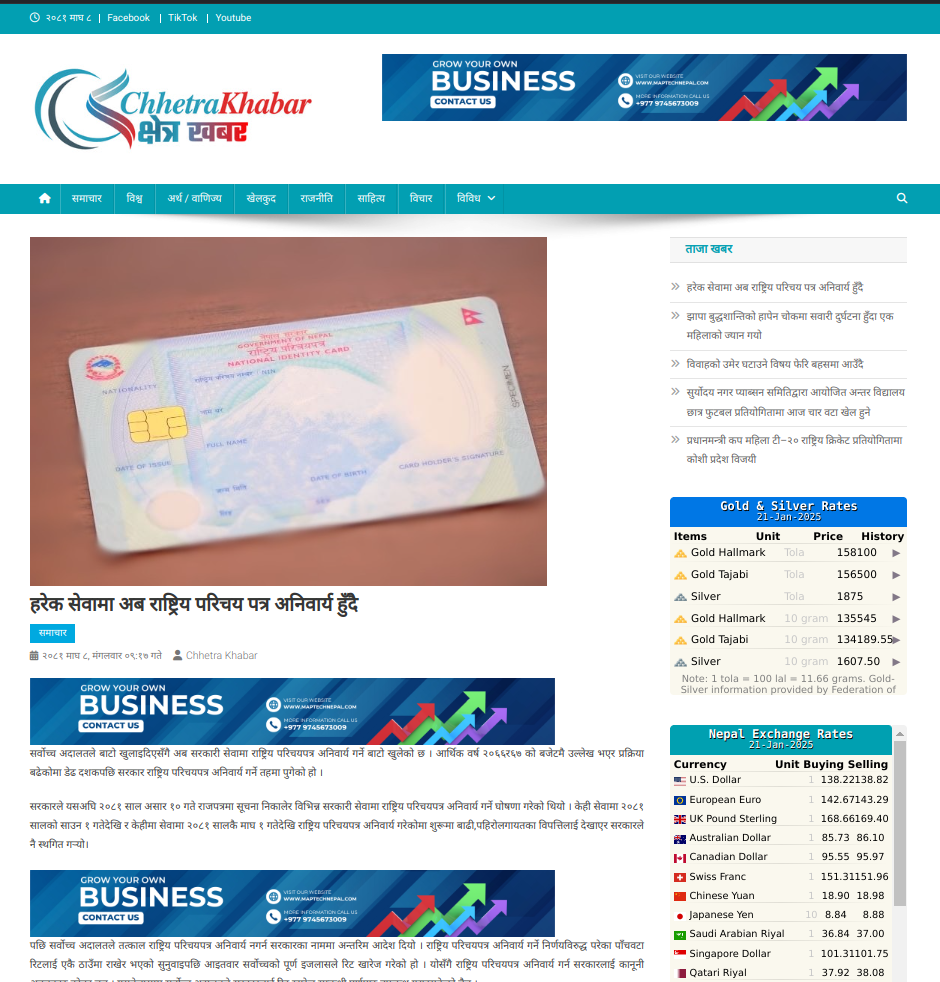 २०८१ माघ ८ | Facebook | TikTok | Youtube
ChhetraKhabar
क्षेत्र खबर
GROW YOUR OWN
BUSINESS
CONTACT US
VISIT OUR WEBSITE
WWW.MAPTECHNEPAL.COM
MORE INFORMATION CALL US
+977 9745673009
समाचार विश्व अर्थ / वाणिज्य खेलकुद राजनीति साहित्य विचार विविध
नेपाल सरकार
GOVERNMENT OF NEPAL
राष्ट्रिय परिचयपत्र
NATIONAL IDENTITY CARD
NATIONALITY
SPECIMEN
FULL NAME
DATE OF ISSUE
DATE OF BIRTH
CARD HOLDER'S SIGNATURE
हरेक सेवामा अब राष्ट्रिय परिचय पत्र अनिवार्य हुँदै
समाचार
२०८१ माघ ८, मंगलवार ०९:१७ गते Chhetra Khabar
GROW YOUR OWN
BUSINESS
CONTACT US
VISIT OUR WEBSITE
WWW.MAPTECHNEPAL.COM
MORE INFORMATION CALL US
+977 9745673009
सर्वोच्च अदालतले बाटो खुलाइदिएसँगै अब सरकारी सेवामा राष्ट्रिय परिचयपत्र अनिवार्य गर्ने बाटो खुलेको छ । आर्थिक वर्ष २०६६र६७ को बजेटमै उल्लेख भएर प्रक्रिया
बढेकोमा डेढ दशकपछि सरकार राष्ट्रिय परिचयपत्र अनिवार्य गर्ने तहमा पुगेको हो ।
सरकारले यसअघि २०८१ साल असार १० गते राजपत्रमा सूचना निकालेर विभिन्न सरकारी सेवामा राष्ट्रिय परिचयपत्र अनिवार्य गर्ने घोषणा गरेको थियो । केही सेवामा २०८१
सालको साउन १ गतेदेखि र केहीमा सेवामा २०८१ सालकै माघ १ गतेदेखि राष्ट्रिय परिचयपत्र अनिवार्य गरेकोमा शुरूमा बाढी,पहिरोलगायतका विपत्तिलाई देखाएर सरकारले
नै स्थगित गर्‍यो।
GROW YOUR OWN
BUSINESS
CONTACT US
VISIT OUR WEBSITE
WWW.MAPTECHNEPAL.COM
MORE INFORMATION CALL US
+977 9745673009
पछि सर्वोच्च अदालतले तत्काल राष्ट्रिय परिचयपत्र अनिवार्य नगर्न सरकारका नाममा अन्तरिम आदेश दियो । राष्ट्रिय परिचयपत्र अनिवार्य गर्ने निर्णयविरुद्ध परेका पाँचवटा
रिटलाई एकै ठाउँमा राखेर भएको सुनुवाइपछि आइतवार सर्वोच्चको पूर्ण इजलासले रिट खारेज गरेको हो । योसँगै राष्ट्रिय परिचयपत्र अनिवार्य गर्न सरकारलाई कानूनी
ताजा खबर
हरेक सेवामा अब राष्ट्रिय परिचय पत्र अनिवार्य हुँदै
झापा बुद्धशान्तिको हापेन चोकमा सवारी दुर्घटना हुँदा एक
महिलाको ज्यान गयो
विवाहको उमेर घटाउने विषय फेरि बहसमा आउँदै
सुर्योदय नगर प्याब्सन समितिद्वारा आयोजित अन्तर विद्यालय
छात्र फुटबल प्रतियोगितामा आज चार वटा खेल हुने
प्रधानमन्त्री कप महिला टी–२० राष्ट्रिय क्रिकेट प्रतियोगितामा
कोशी प्रदेश विजयी
Gold & Silver Rates
21-Jan-2025
Items Unit Price History
Gold Hallmark Tola 158100
Gold Tajabi Tola 156500
Silver Tola 1875
Gold Hallmark 10 gram 135545
Gold Tajabi 10 gram 134189.55
Silver 10 gram 1607.50
Note: 1 tola = 100 lal = 11.66 grams. Gold-
Silver information provided by Federation of
Nepal Exchange Rates
21-Jan-2025
Currency Unit Buying Selling
U.S. Dollar 1 138.22 138.82
European Euro 1 142.67 143.29
UK Pound Sterling 1 168.66 169.40
Australian Dollar 1 85.73 86.10
Canadian Dollar 1 95.55 95.97
Swiss Franc 1 151.31 151.96
Chinese Yuan 1 18.90 18.98
Japanese Yen 10 8.84 8.88
Saudi Arabian Riyal 1 36.84 37.00
Singapore Dollar 1 101.31 101.75
Qatari Riyal 1 37.92 38.08